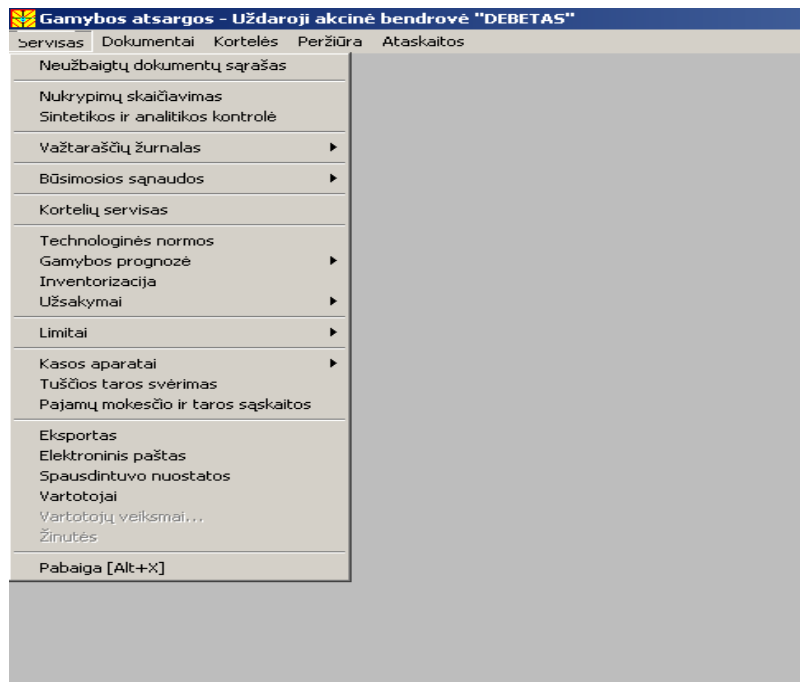 Gamybos atsargos - Uždaroji akcinė bendrovė "DEBETAS"
Servisas Dokumentai Kortelės Peržiūra Ataskaitos
Neužbaigtų dokumentų sąrašas
Nukrypimų skaičiavimas
Sintetikos ir analitikos kontrolė
Važtaraščių žurnalas
Būsimosios sąnaudos
Kortelių servisas
Technologinės normos
Gamybos prognozė
Inventorizacija
Užsakymai
Limitai
Kasos aparatai
Tuščios taros svėrimas
Pajamų mokesčio ir taros sąskaitos
Eksportas
Elektroninis paštas
Spausdintuvo nuostatos
Vartotojai
Vartotojų veiksmai...
Žinutės
Pabaiga [Alt+X]